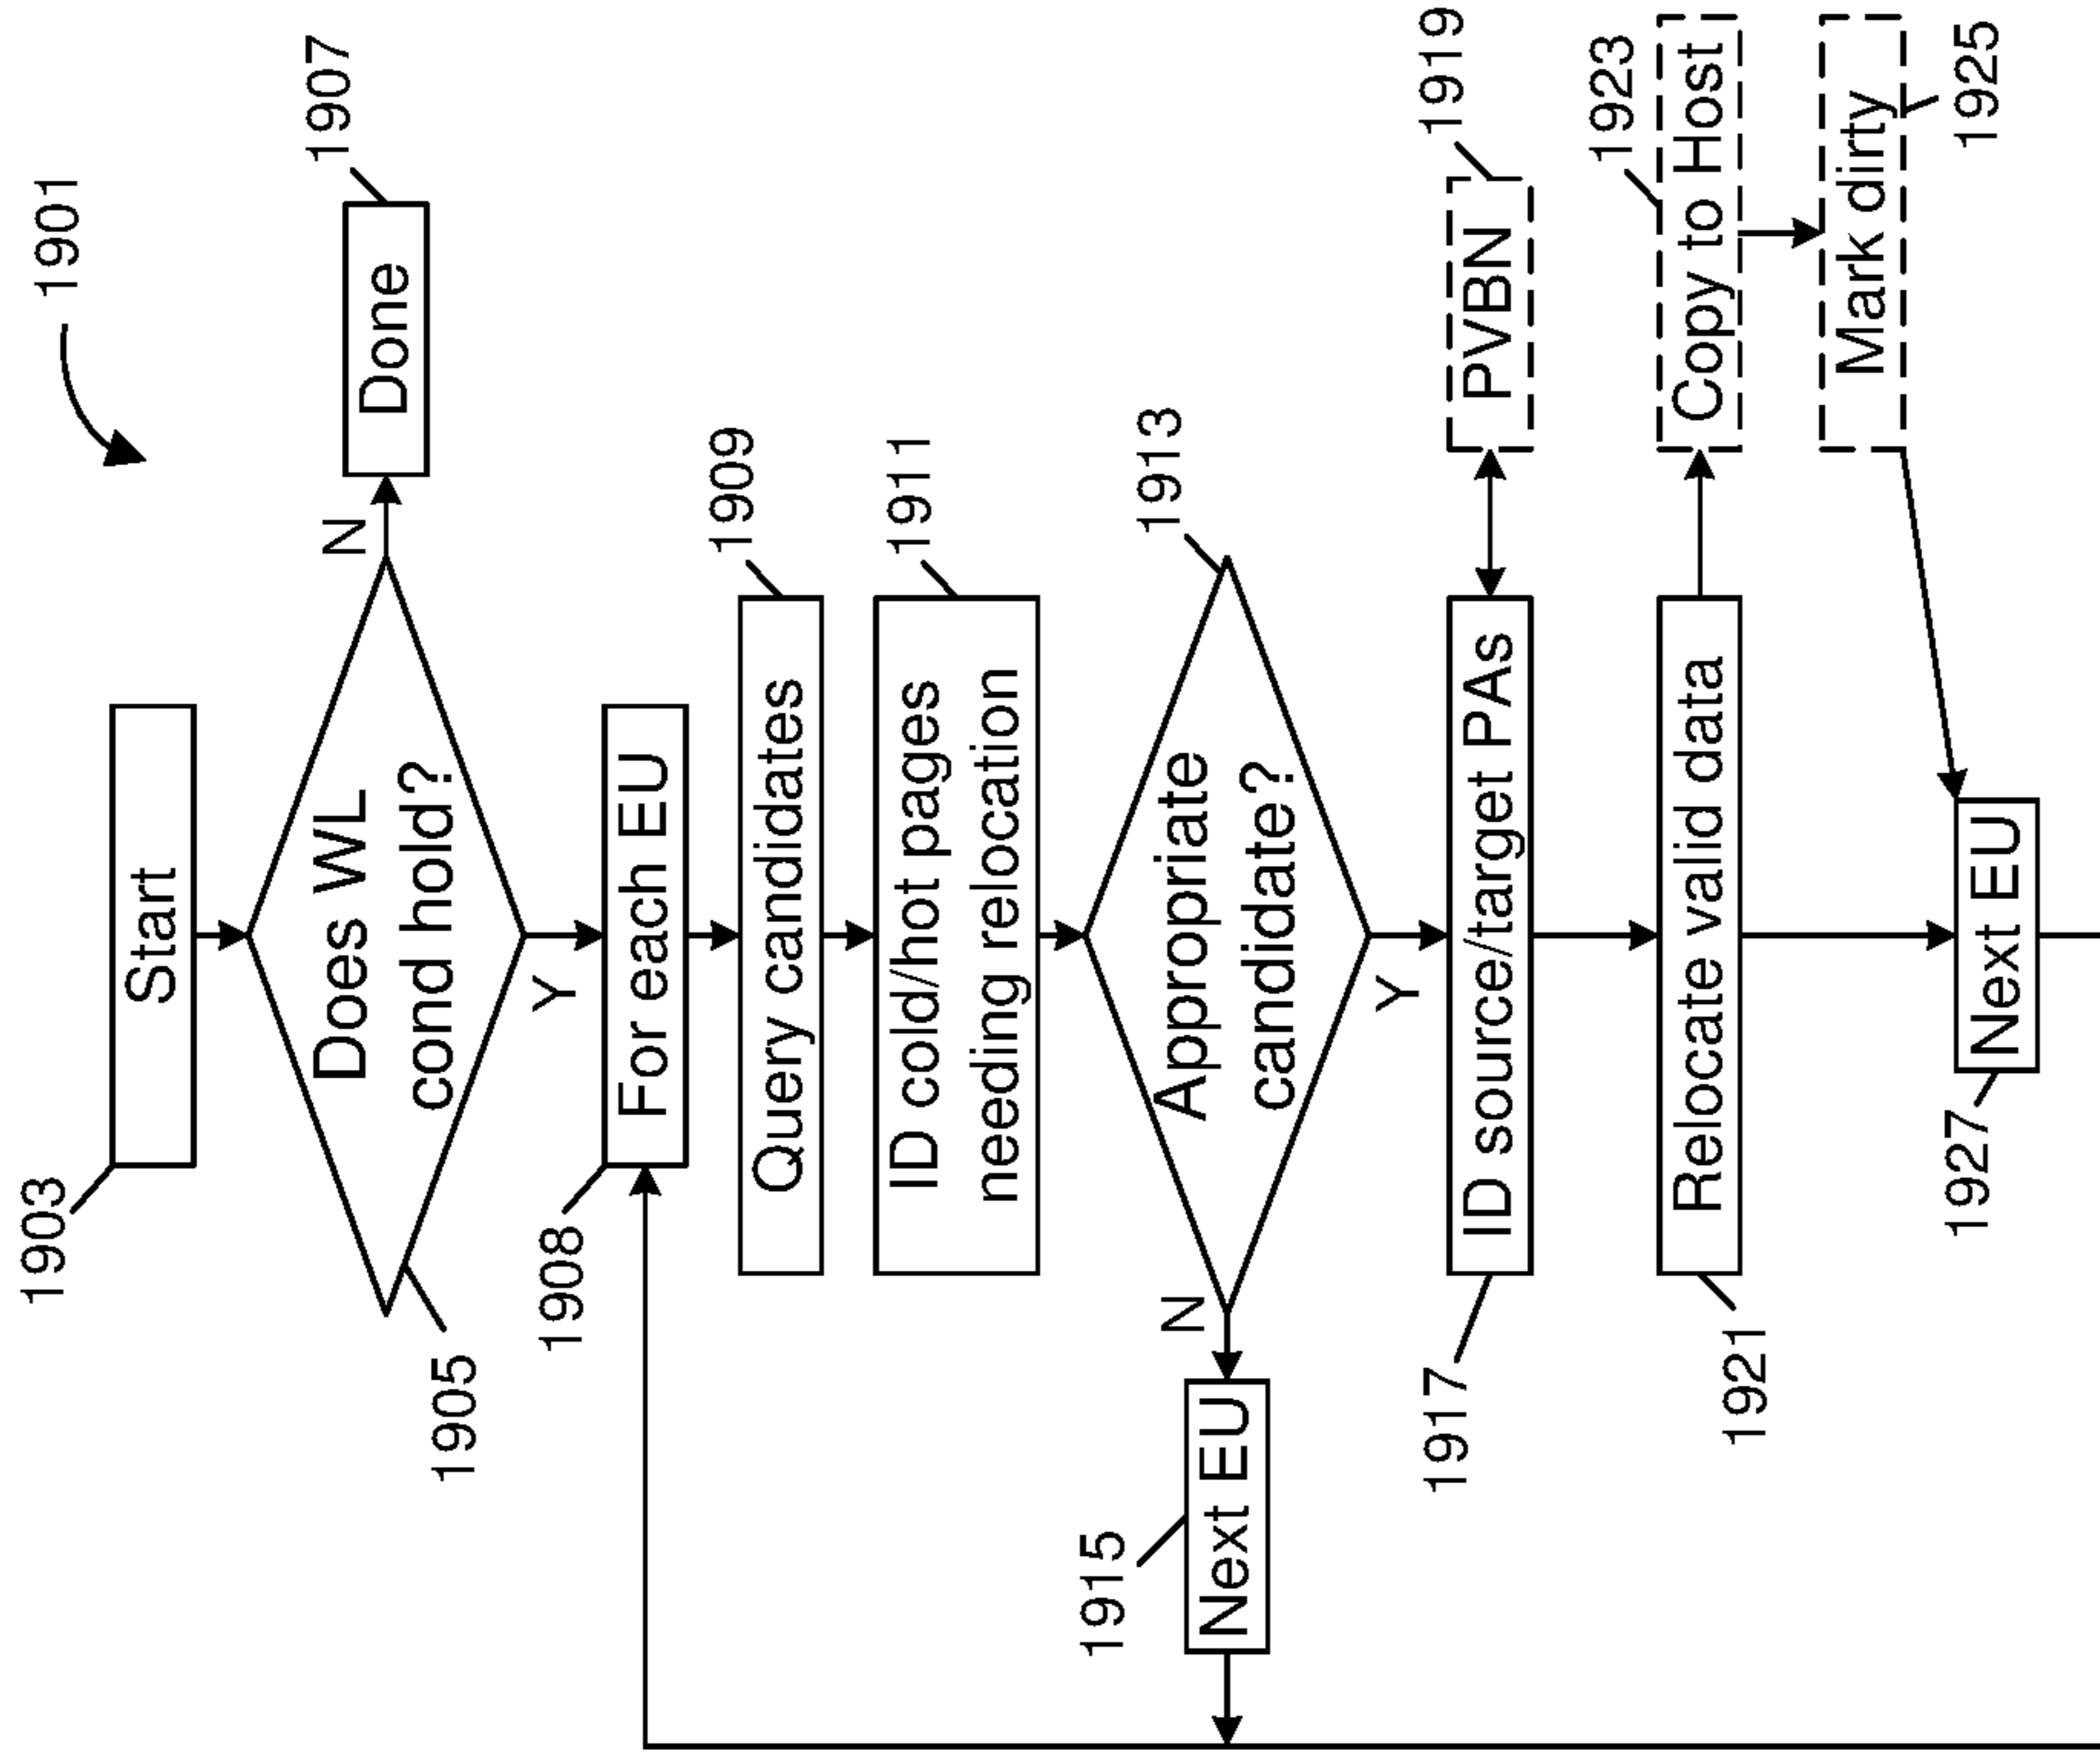 1901
1903
Start
1905
Does WL
cond hold?
N
1907
Done
Y
1908
For each EU
1909
Query candidates
1911
ID cold/hot pages
needing relocation
1913
Appropriate
candidate?
N
1915
Next EU
Y
1917
ID source/target PAs
1919
PVBN
1921
Relocate valid data
1923
Copy to Host
Mark dirty
1925
1927
Next EU